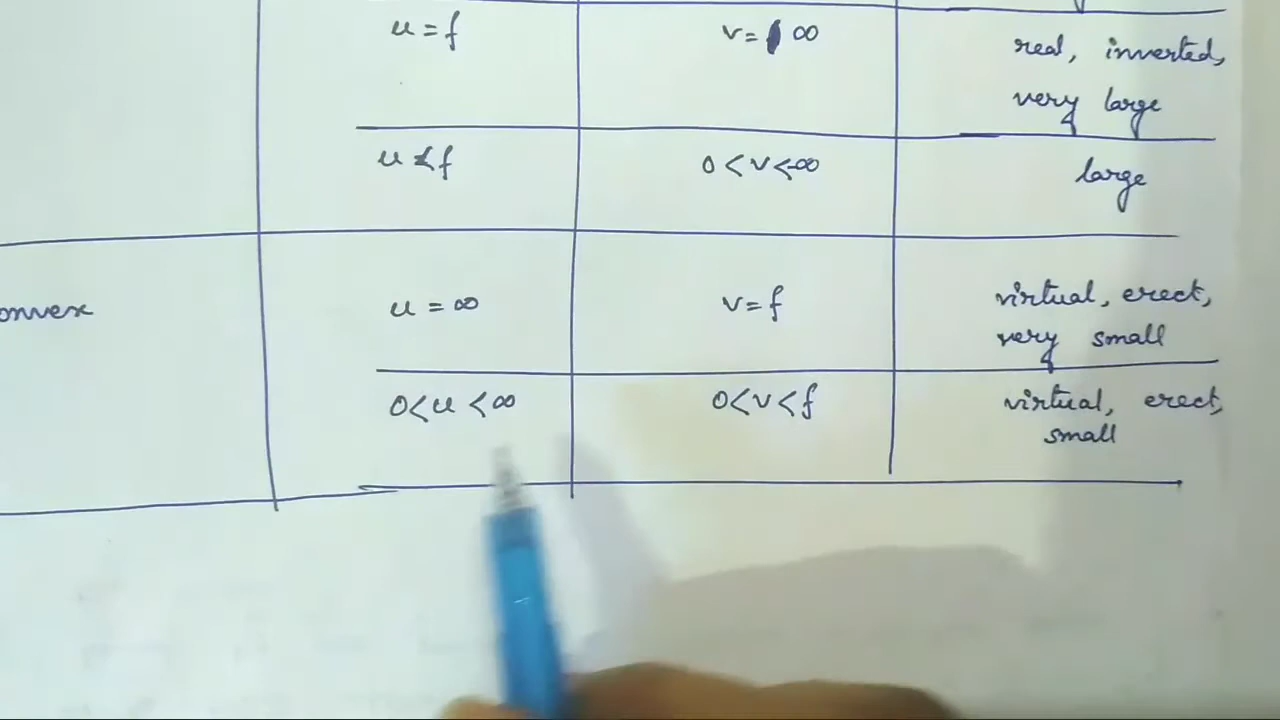 u = f v = ∞ real, inverted,
very large
u < f 0 < v < ∞ large
onvex u = ∞ v = f virtual, erect,
very small
0 < u < ∞ 0 < v < f virtual, erect,
small